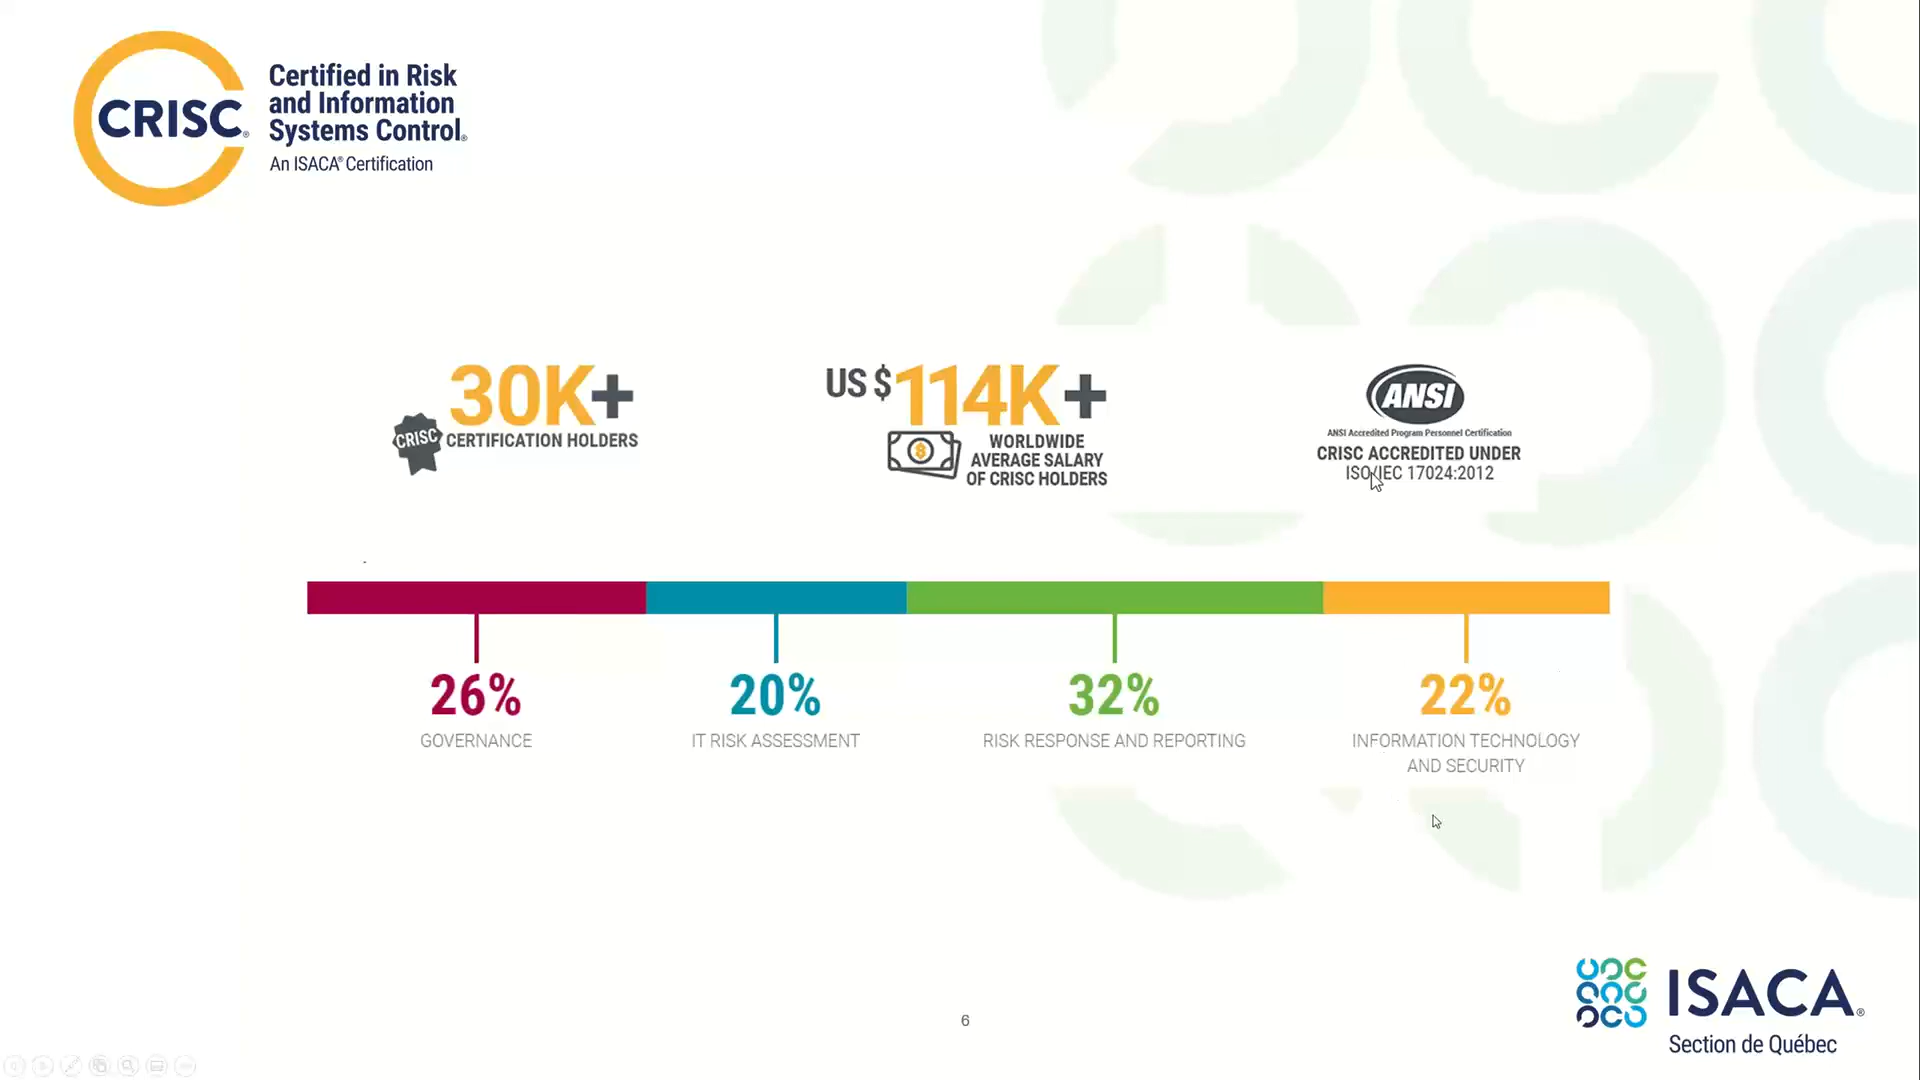 CRISC®
Certified in Risk
and Information
Systems Control®
An ISACA® Certification
30K+
CRISC
CERTIFICATION HOLDERS
US $114K+
WORLDWIDE
AVERAGE SALARY
OF CRISC HOLDERS
ANSI
ANSI Accredited Program Personnel Certification
CRISC ACCREDITED UNDER
ISO/IEC 17024:2012
26%
GOVERNANCE
20%
IT RISK ASSESSMENT
32%
RISK RESPONSE AND REPORTING
22%
INFORMATION TECHNOLOGY
AND SECURITY
ISACA®
Section de Québec
6